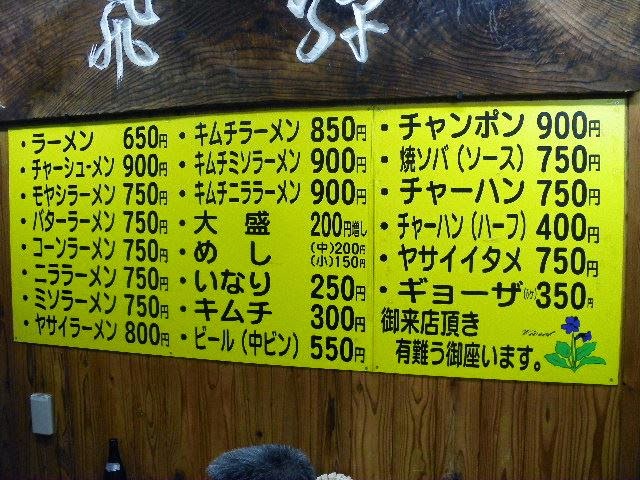 ・ラーメン 650円
・チャーシューメン 900円
・モヤシラーメン 750円
・バターラーメン 750円
・コーンラーメン 750円
・ニララーメン 750円
・ミソラーメン 750円
・ヤサイラーメン 800円
・キムチラーメン 850円
・キムチミソラーメン 900円
・キムチニララーメン 900円
・大盛 200円増し
・めし (中)200円
(小)150円
・いなり 250円
・キムチ 300円
・ビール(中ビン) 550円
・チャンポン 900円
・焼ソバ(ソース) 750円
・チャーハン 750円
・チャーハン(ハーフ) 400円
・ヤサイイタメ 750円
・ギョーザ 350円
御来店頂き
有難う御座います。